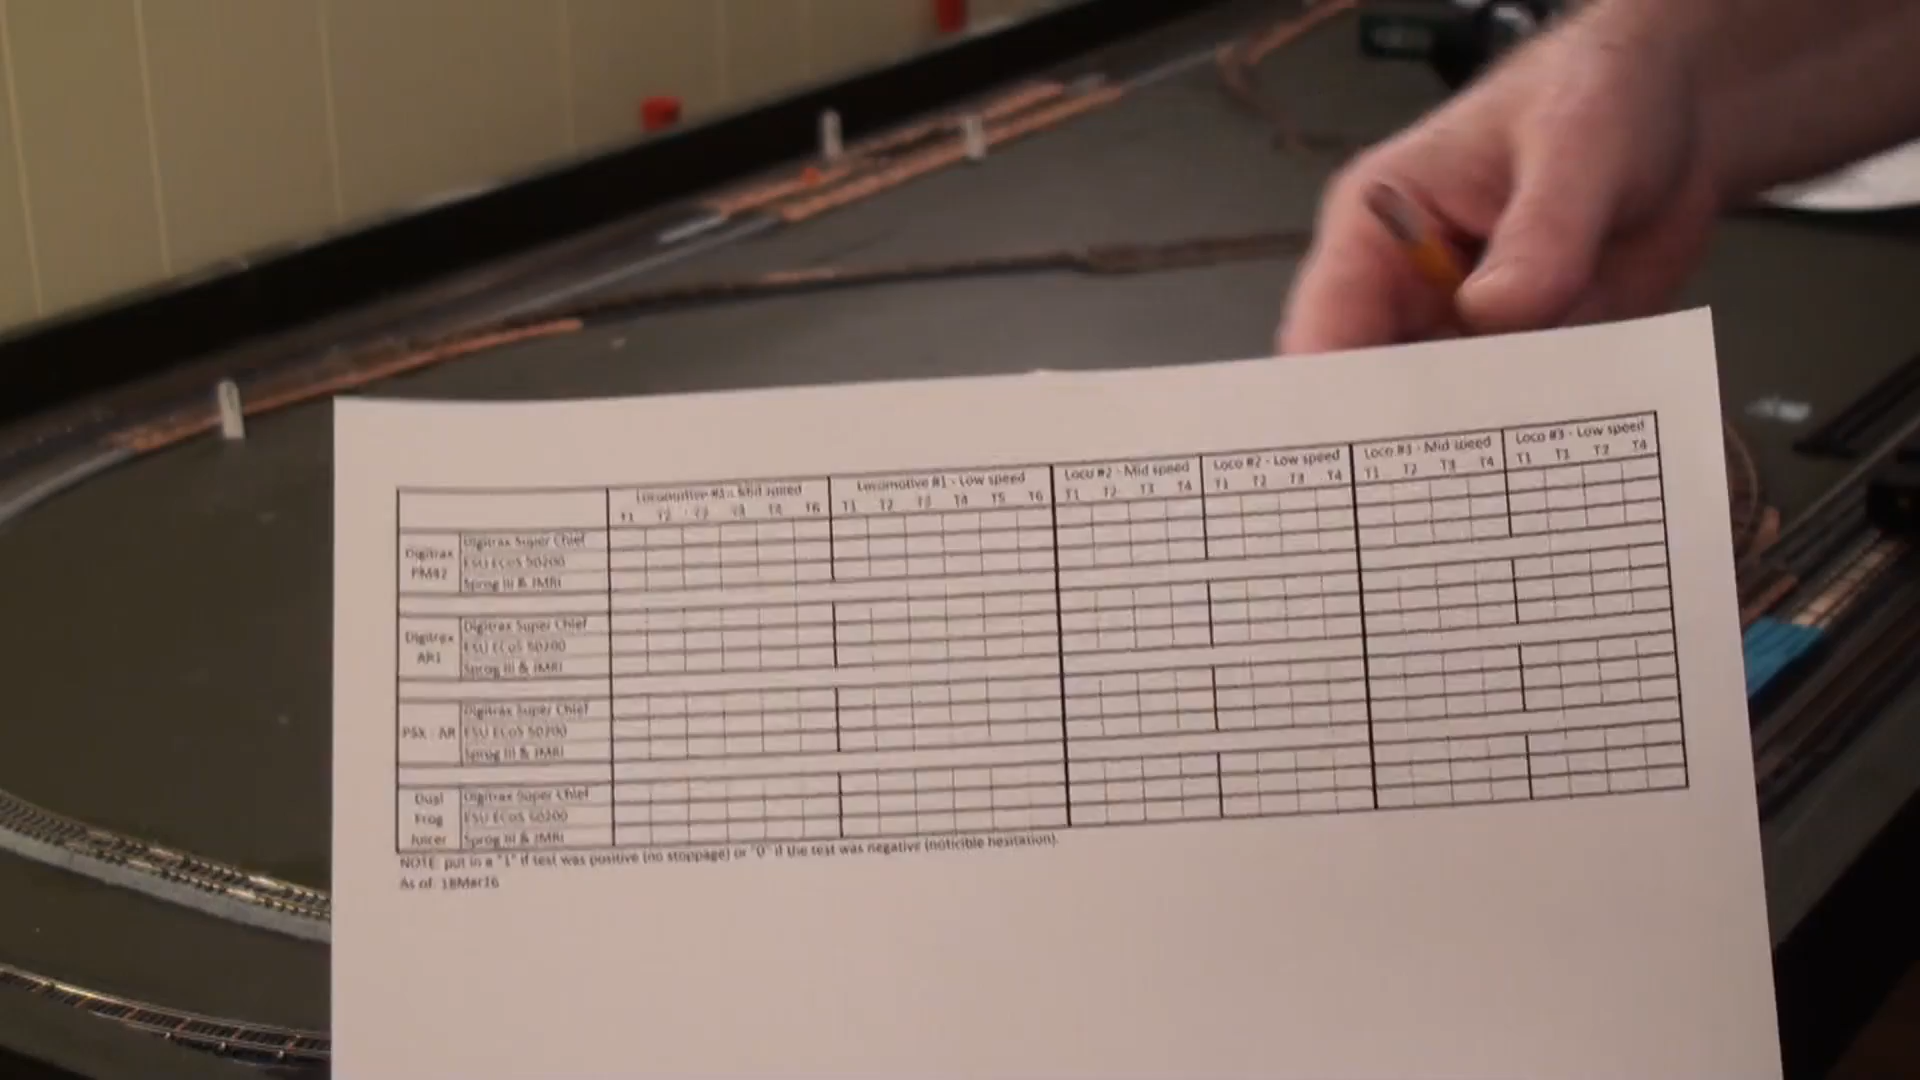 Locomotive #1 - Mid speed Locomotive #1 - Low speed Loco #2 - Mid speed Loco #2 - Low speed Loco #3 - Mid speed Loco #3 - Low speed
T1 T2 T3 T4 T6 T1 T2 T3 T4 T5 T6 T1 T2 T3 T4 T1 T2 T3 T4 T1 T2 T3 T4 T1 T2 T4
Digitrax PM42
Digitrax Super Chief
ESU ECoS 50200
Sprog III & JMRI
Digitrax AR1
Digitrax Super Chief
ESU ECoS 50200
Sprog III & JMRI
PSX - AR
Digitrax Super Chief
ESU ECoS 50200
Sprog III & JMRI
Dual Frog Juicer
Digitrax Super Chief
ESU ECoS 50200
Sprog III & JMRI
NOTE: put in a "1" if test was positive (no stoppage) or "0" if the test was negative (noticible hesitation).
As of: 18Mar16